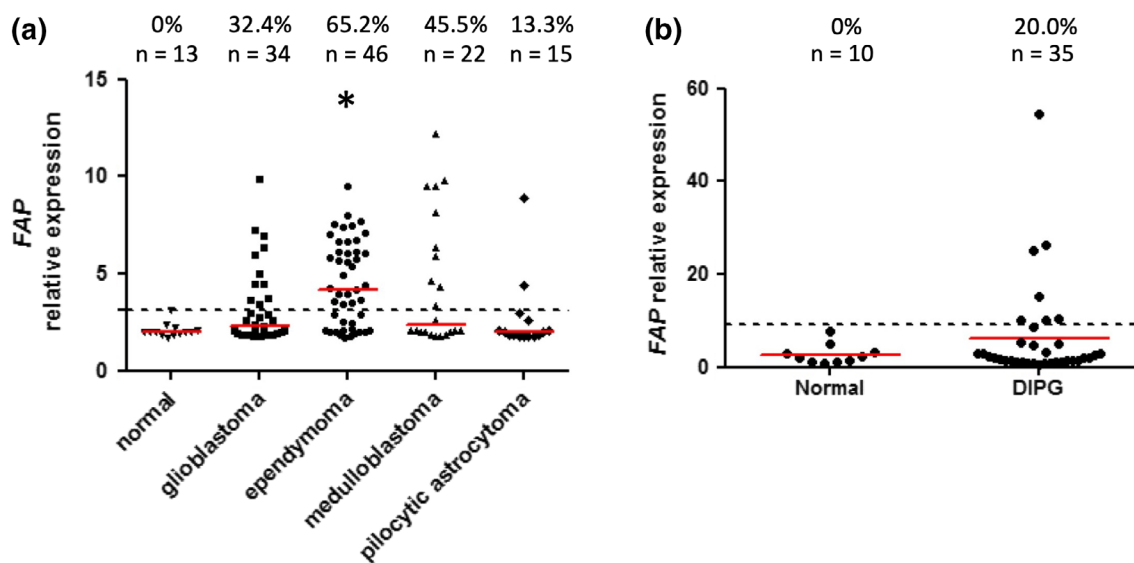 (a)
0% 32.4% 65.2% 45.5% 13.3%
n = 13 n = 34 n = 46 n = 22 n = 15
15
10
5
0
FAP
relative expression
*
normal
glioblastoma
ependymoma
medulloblastoma
pilocytic astrocytoma
(b)
0% 20.0%
n = 10 n = 35
60
40
20
0
FAP relative expression
Normal DIPG